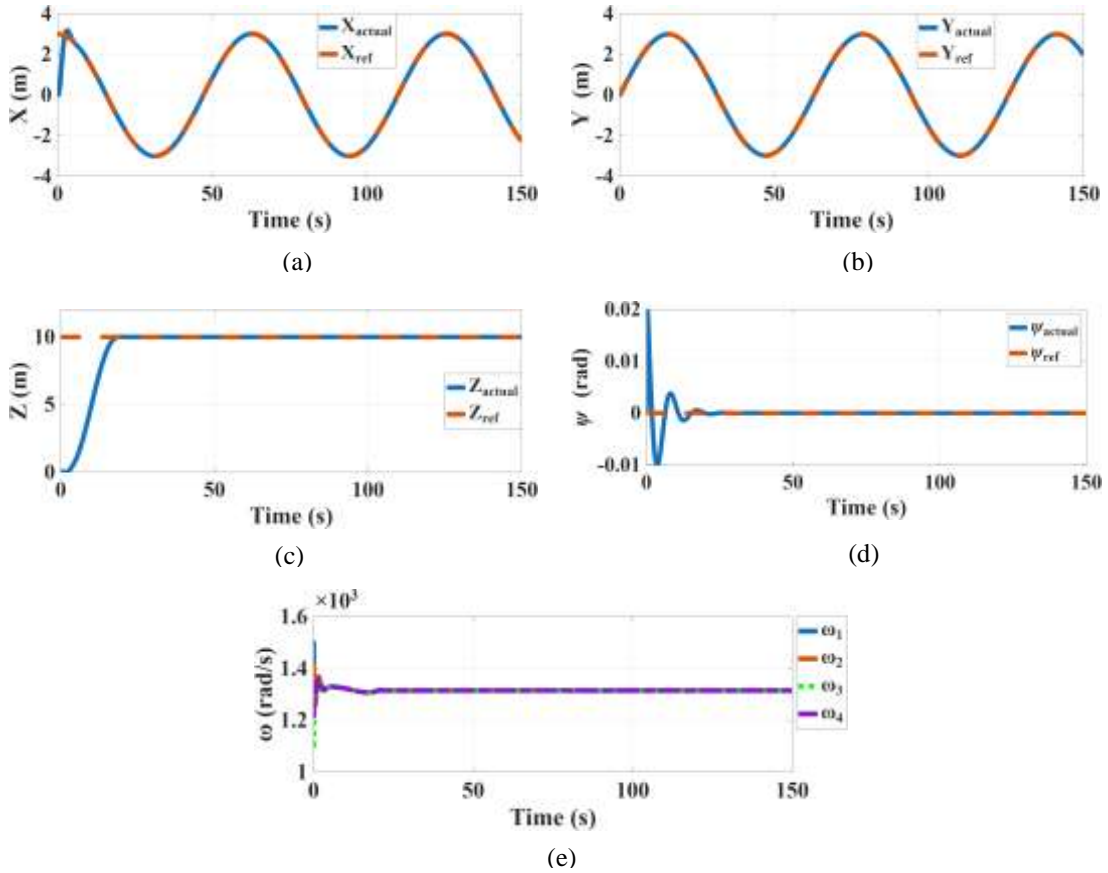 4
2
0
-2
-4
X (m)
X_actual
X_ref
0
50
100
150
Time (s)
(a)
4
2
0
-2
-4
Y (m)
Y_actual
Y_ref
0
50
100
150
Time (s)
(b)
10
5
0
Z (m)
Z_actual
Z_ref
0
50
100
150
Time (s)
(c)
0.02
0.01
0
-0.01
ψ (rad)
ψ_actual
ψ_ref
0
50
100
150
Time (s)
(d)
×10³
1.6
1.4
1.2
1
ω (rad/s)
ω₁
ω₂
ω₃
ω₄
0
50
100
150
Time (s)
(e)